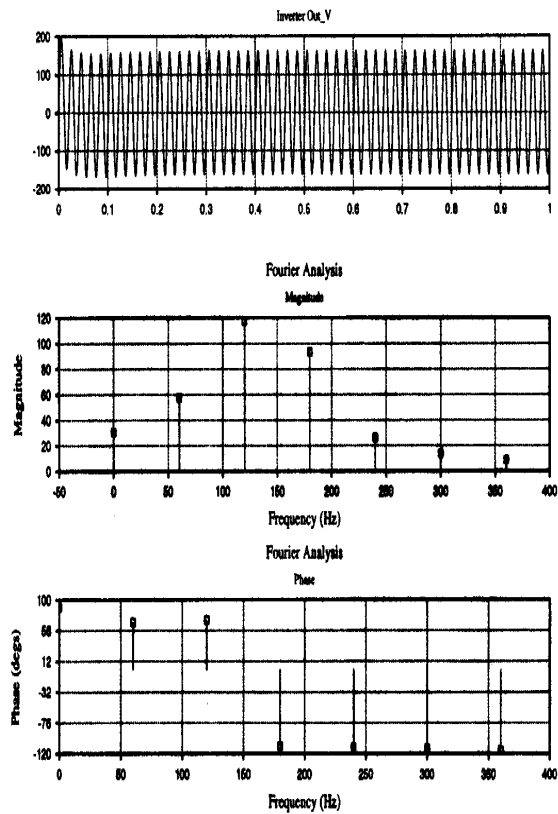 Inverter Out_V
200
100
0
-100
-200
0 0.1 0.2 0.3 0.4 0.5 0.6 0.7 0.8 0.9 1
Fourier Analysis
Magnitude
Magnitude
120
100
80
60
40
20
0
-50 0 50 100 150 200 250 300 350 400
Frequency (Hz)
Fourier Analysis
Phase
Phase (degs)
100
56
12
-32
-76
-120
0 50 100 150 200 250 300 350 400
Frequency (Hz)